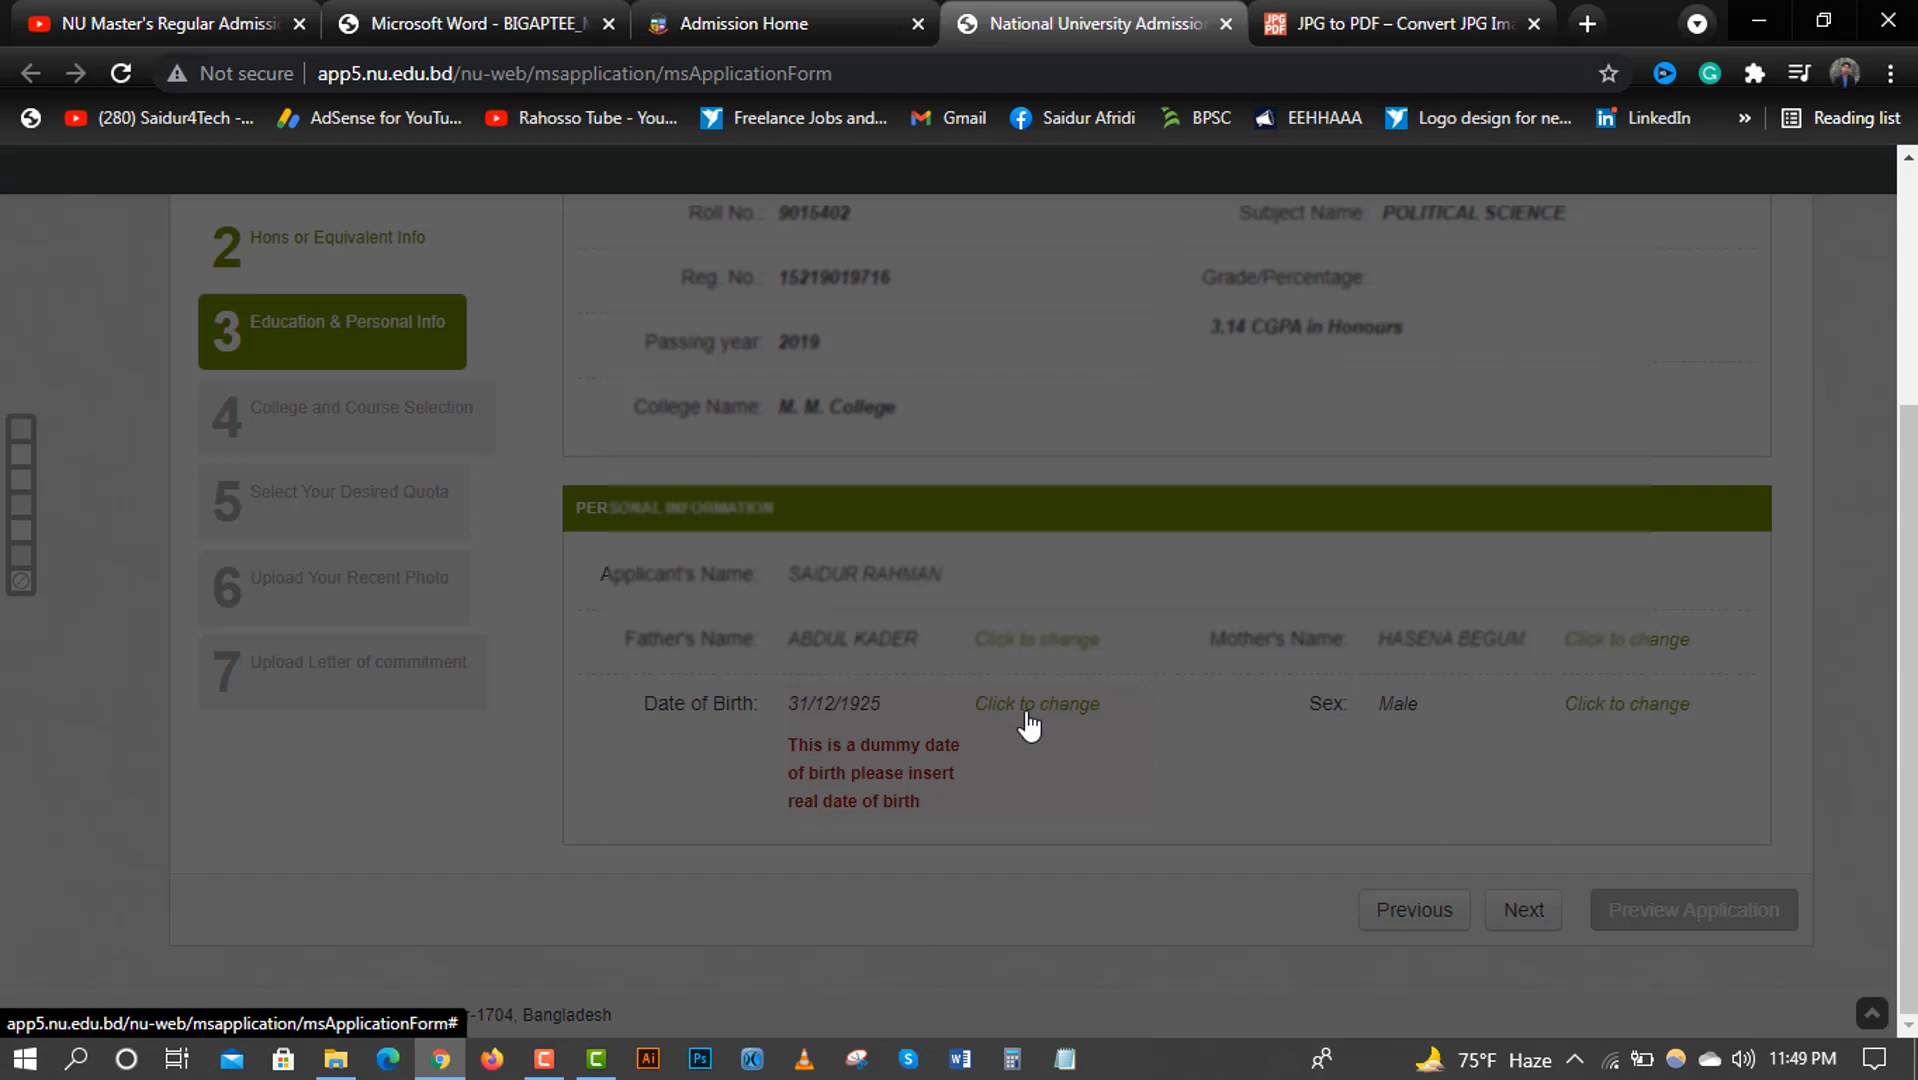 NU Master's Regular Admissi
Microsoft Word - BIGAPTEE_M
Admission Home
National University Admissio
JPG to PDF – Convert JPG Ima
Not secure
app5.nu.edu.bd/nu-web/msapplication/msApplicationForm
(280) Saidur4Tech -...
AdSense for YouTu...
Rahosso Tube - You...
Freelance Jobs and...
Gmail
Saidur Afridi
BPSC
EEHHAAA
Logo design for ne...
LinkedIn
»
Reading list
2 Hons or Equivalent Info
3 Education & Personal Info
4 College and Course Selection
5 Select Your Desired Quota
6 Upload Your Recent Photo
7 Upload Letter of commitment
Roll No.: 9015402
Subject Name: POLITICAL SCIENCE
Reg. No.: 15219019716
Grade/Percentage:
3.14 CGPA in Honours
Passing year: 2019
College Name: M. M. College
PERSONAL INFORMATION
Applicant's Name: SAIDUR RAHMAN
Father's Name: ABDUL KADER Click to change
Mother's Name: HASENA BEGUM Click to change
Date of Birth: 31/12/1925 Click to change
Sex: Male Click to change
This is a dummy date
of birth please insert
real date of birth
Previous
Next
Preview Application
app5.nu.edu.bd/nu-web/msapplication/msApplicationForm#
-1704, Bangladesh
75°F Haze
11:49 PM